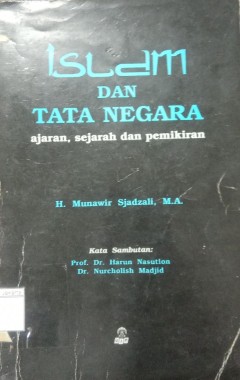 Islam
DAN
TATA NEGARA
ajaran, sejarah dan pemikiran
H. Munawir Sjadzali, M.A.
Kata Sambutan:
Prof. Dr. Harun Nasution
Dr. Nurcholish Madjid